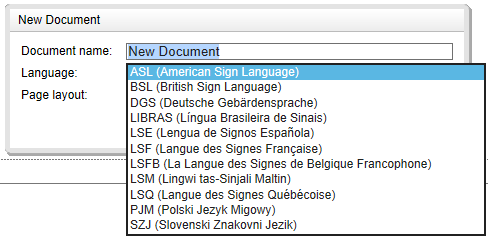 New Document
Document name: New Document
Language:
Page layout:
ASL (American Sign Language)
BSL (British Sign Language)
DGS (Deutsche Gebärdensprache)
LIBRAS (Língua Brasileira de Sinais)
LSE (Lengua de Signos Española)
LSF (Langue des Signes Française)
LSFB (La Langue des Signes de Belgique Francophone)
LSM (Lingwi tas-Sinjali Maltin)
LSQ (Langue des Signes Québécoise)
PJM (Polski Jezyk Migowy)
SZJ (Slovenski Znakovni Jezik)